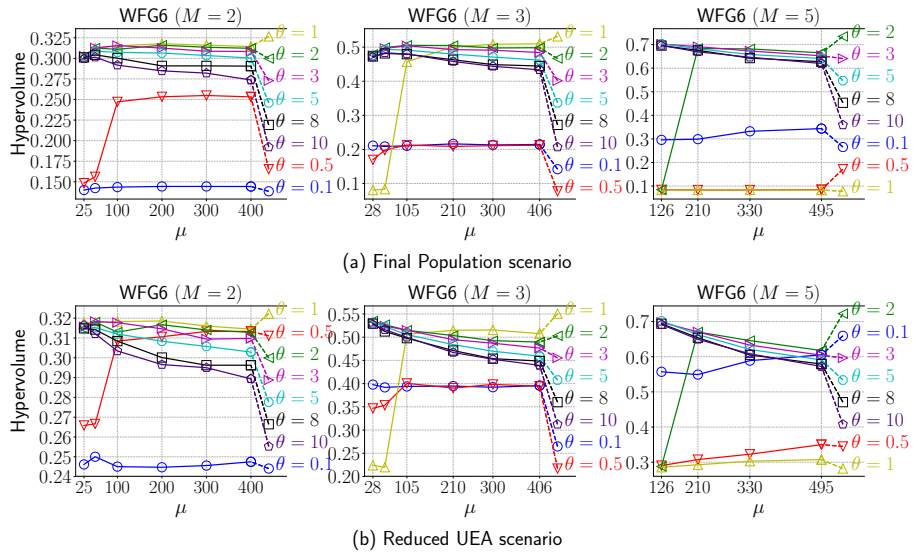 WFG6 (M = 2)
WFG6 (M = 3)
WFG6 (M = 5)
Hypervolume
0.325
0.300
0.275
0.250
0.225
0.200
0.175
0.150
25
100
200
300
400
μ
θ = 1
θ = 2
θ = 3
θ = 5
θ = 8
θ = 10
θ = 0.5
θ = 0.1
0.5
0.4
0.3
0.2
0.1
28
105
210
300
406
μ
θ = 1
θ = 2
θ = 3
θ = 5
θ = 8
θ = 10
θ = 0.1
θ = 0.5
0.7
0.6
0.5
0.4
0.3
0.2
0.1
126
210
330
495
μ
θ = 2
θ = 3
θ = 5
θ = 8
θ = 10
θ = 0.1
θ = 0.5
θ = 1
(a) Final Population scenario
WFG6 (M = 2)
WFG6 (M = 3)
WFG6 (M = 5)
Hypervolume
0.32
0.31
0.30
0.29
0.28
0.27
0.26
0.25
0.24
25
100
200
300
400
μ
θ = 1
θ = 0.5
θ = 2
θ = 3
θ = 5
θ = 8
θ = 10
θ = 0.1
0.55
0.50
0.45
0.40
0.35
0.30
0.25
0.20
28
105
210
300
406
μ
θ = 1
θ = 2
θ = 3
θ = 5
θ = 8
θ = 10
θ = 0.1
θ = 0.5
0.7
0.6
0.5
0.4
0.3
126
210
330
495
μ
θ = 2
θ = 0.1
θ = 3
θ = 5
θ = 8
θ = 10
θ = 0.5
θ = 1
(b) Reduced UEA scenario